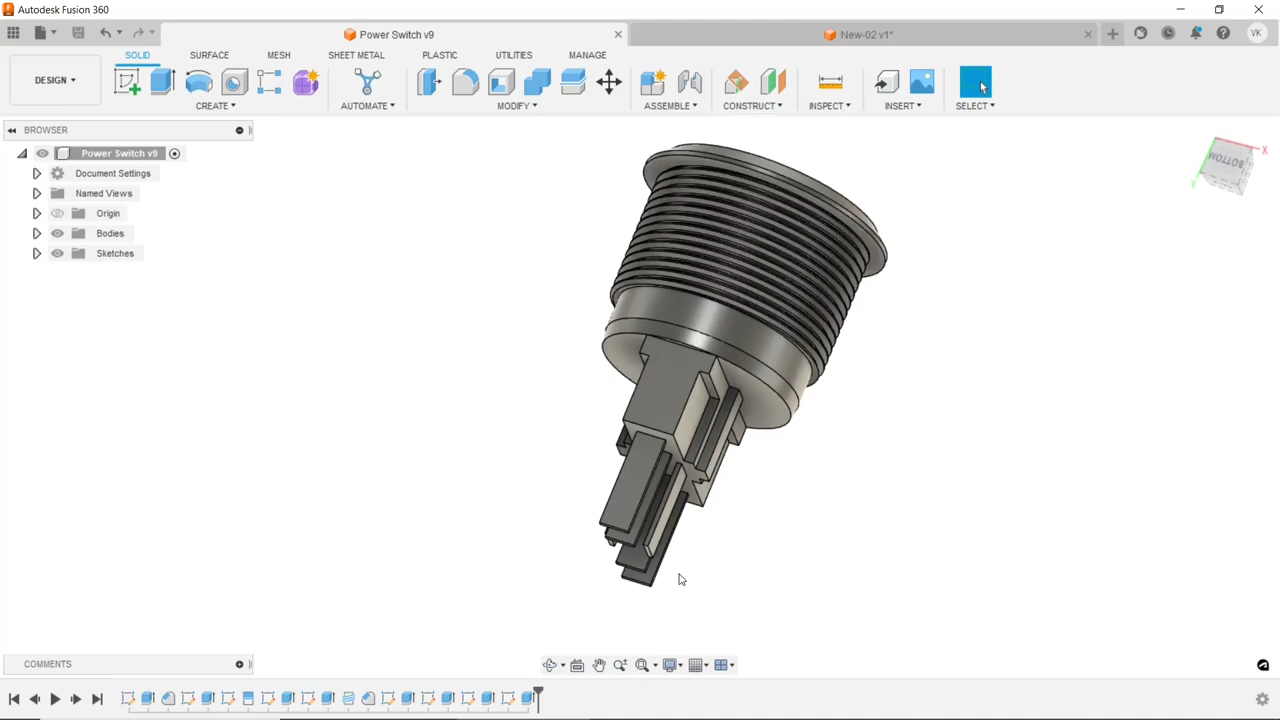 Autodesk Fusion 360
Power Switch v9
New-02 v1*
VK
DESIGN
SOLID
SURFACE
MESH
SHEET METAL
PLASTIC
UTILITIES
MANAGE
CREATE
AUTOMATE
MODIFY
ASSEMBLE
CONSTRUCT
INSPECT
INSERT
SELECT
BROWSER
Power Switch v9
Document Settings
Named Views
Origin
Bodies
Sketches
BOTTOM
X
Y
COMMENTS